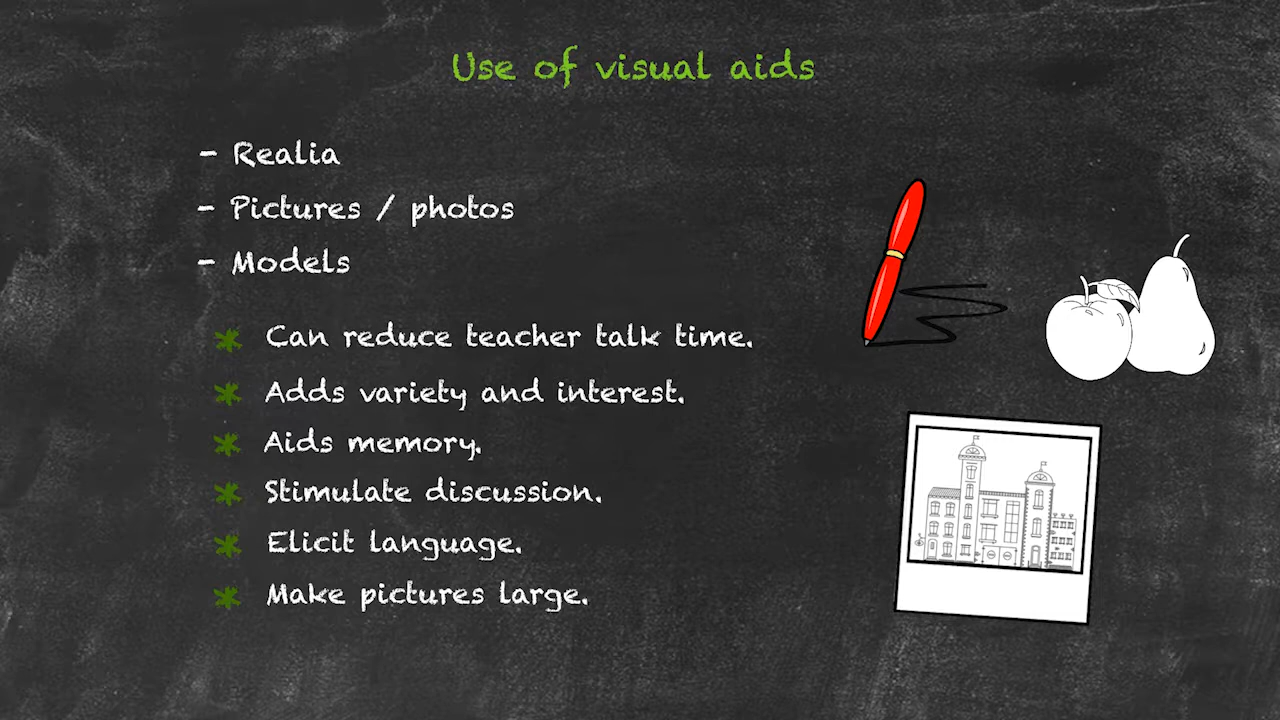 Use of visual aids
- Realia
- Pictures / photos
- Models
* Can reduce teacher talk time.
* Adds variety and interest.
* Aids memory.
* Stimulate discussion.
* Elicit language.
* Make pictures large.